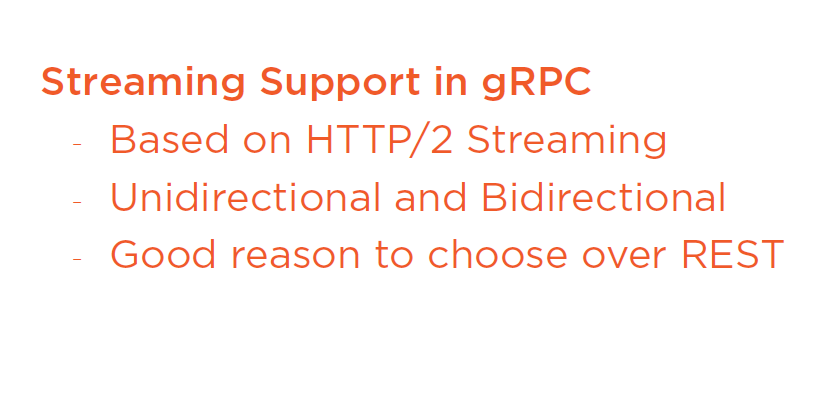 Streaming Support in gRPC
- Based on HTTP/2 Streaming
- Unidirectional and Bidirectional
- Good reason to choose over REST